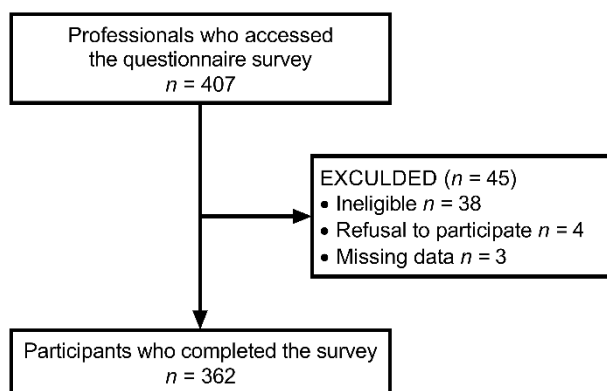 Professionals who accessed
the questionnaire survey
n = 407
EXCULDED (n = 45)
• Ineligible n = 38
• Refusal to participate n = 4
• Missing data n = 3
Participants who completed the survey
n = 362